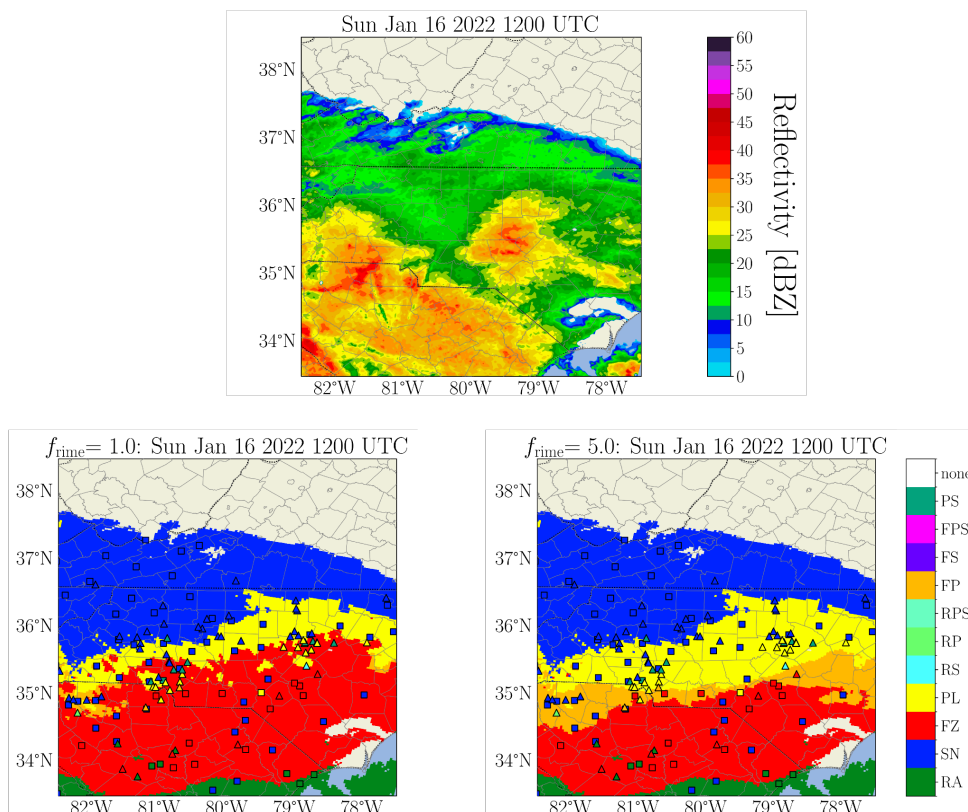 Sun Jan 16 2022 1200 UTC
38°N
37°N
36°N
35°N
34°N
82°W 81°W 80°W 79°W 78°W
60
55
50
45
40
35
30
25
20
15
10
5
0
Reflectivity [dBZ]
f_rime= 1.0: Sun Jan 16 2022 1200 UTC
38°N
37°N
36°N
35°N
34°N
82°W 81°W 80°W 79°W 78°W
f_rime= 5.0: Sun Jan 16 2022 1200 UTC
38°N
37°N
36°N
35°N
34°N
82°W 81°W 80°W 79°W 78°W
none
PS
FPS
FS
FP
RPS
RP
RS
PL
FZ
SN
RA